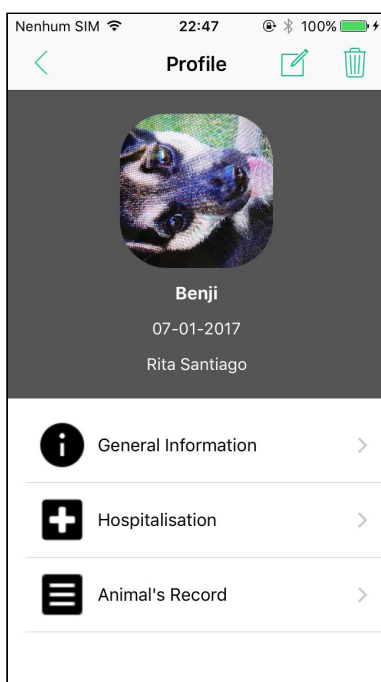 Nenhum SIM 22:47 100%
Profile
Benji
07-01-2017
Rita Santiago
General Information
Hospitalisation
Animal's Record